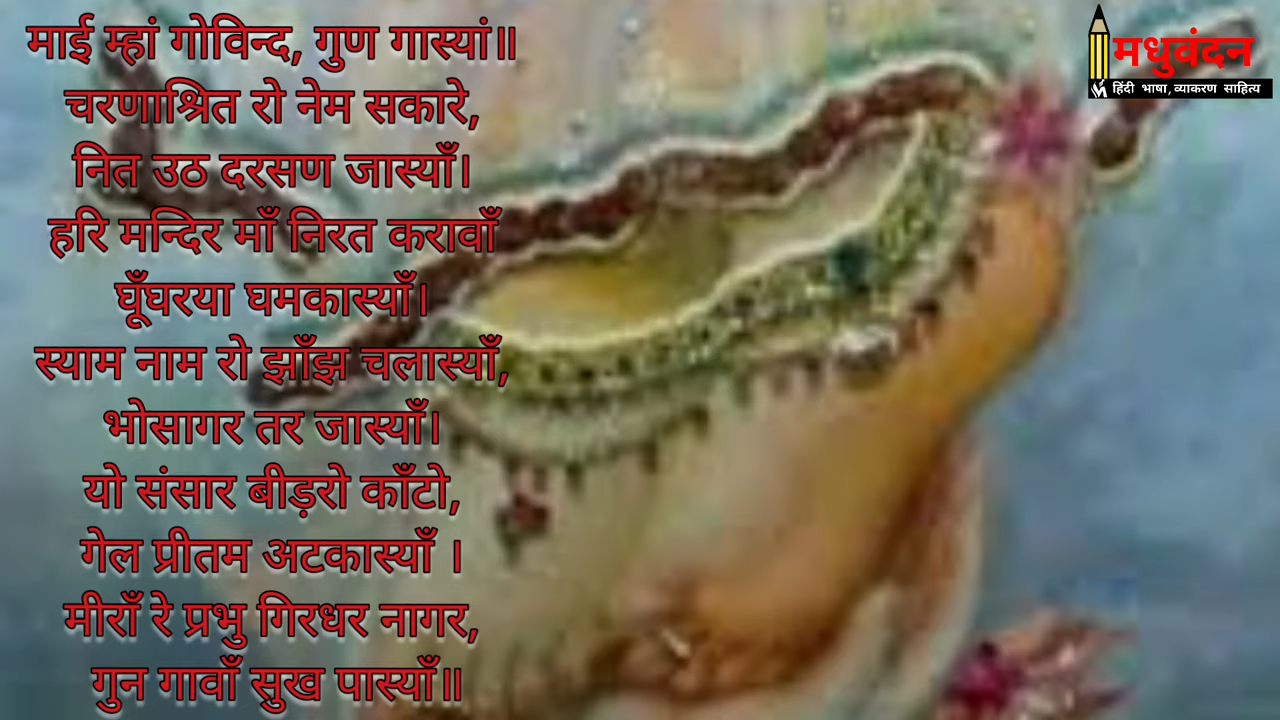 माई म्हां गोविन्द, गुण गास्यां॥
चरणाश्रित रो नेम सकारे,
नित उठ दरसण जास्याँ।
हरि मन्दिर माँ निरत करावाँ
घूँघरया घमकास्याँ।
स्याम नाम रो झाँझ चलास्याँ,
भोसागर तर जास्याँ।
यो संसार बीड़रो काँटो,
गेल प्रीतम अटकास्याँ ।
मीराँ रे प्रभु गिरधर नागर,
गुन गावाँ सुख पास्याँ॥
मधुवंदन
हिंदी भाषा, व्याकरण साहित्य